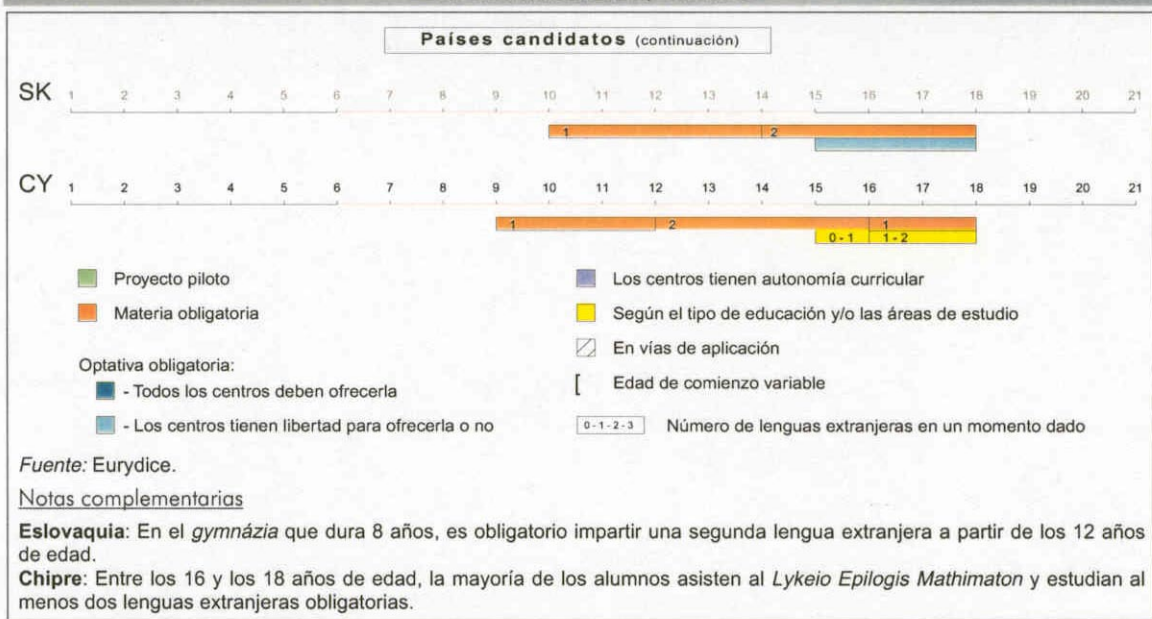 Países candidatos (continuación)
SK 1 2 3 4 5 6 7 8 9 10 11 12 13 14 15 16 17 18 19 20 21
1 2
CY 1 2 3 4 5 6 7 8 9 10 11 12 13 14 15 16 17 18 19 20 21
1 2 1
0 - 1 1 - 2
Proyecto piloto
Materia obligatoria
Optativa obligatoria:
- Todos los centros deben ofrecerla
- Los centros tienen libertad para ofrecerla o no
Los centros tienen autonomía curricular
Según el tipo de educación y/o las áreas de estudio
En vías de aplicación
[ Edad de comienzo variable
0 - 1 - 2 - 3 Número de lenguas extranjeras en un momento dado
Fuente: Eurydice.
Notas complementarias
Eslovaquia: En el gymnázia que dura 8 años, es obligatorio impartir una segunda lengua extranjera a partir de los 12 años
de edad.
Chipre: Entre los 16 y los 18 años de edad, la mayoría de los alumnos asisten al Lykeio Epilogis Mathimaton y estudian al
menos dos lenguas extranjeras obligatorias.